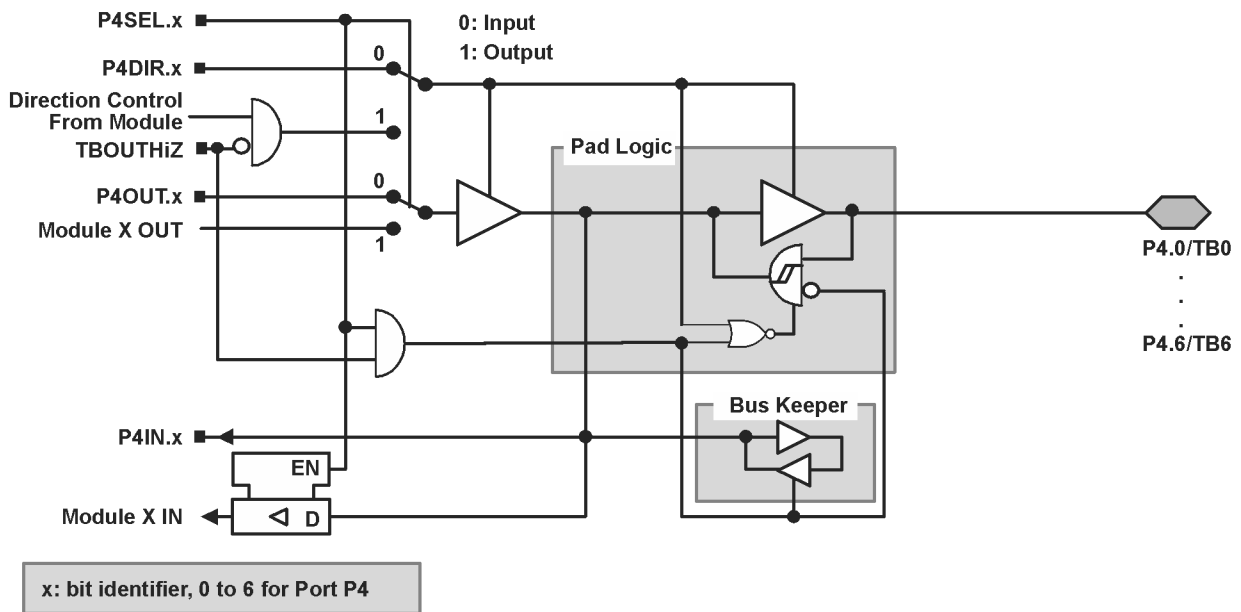 P4SEL.x
0: Input
1: Output
P4DIR.x
0
Direction Control
From Module
1
TBOUTHiZ
Pad Logic
P4OUT.x
0
Module X OUT
1
P4.0/TB0
.
.
.
P4.6/TB6
Bus Keeper
P4IN.x
EN
Module X IN
D
x: bit identifier, 0 to 6 for Port P4